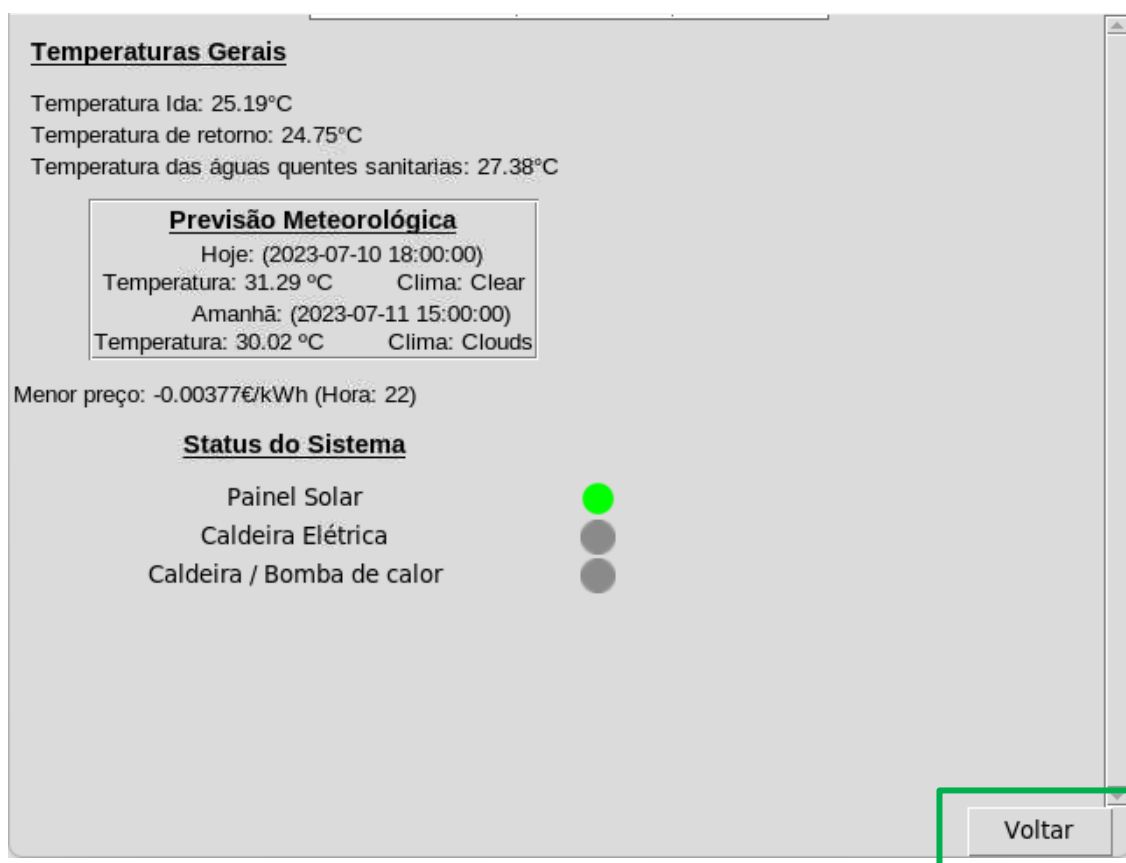 Temperaturas Gerais
Temperatura Ida: 25.19°C
Temperatura de retorno: 24.75°C
Temperatura das águas quentes sanitarias: 27.38°C
Previsão Meteorológica
Hoje: (2023-07-10 18:00:00)
Temperatura: 31.29 ºC Clima: Clear
Amanhã: (2023-07-11 15:00:00)
Temperatura: 30.02 ºC Clima: Clouds
Menor preço: -0.00377€/kWh (Hora: 22)
Status do Sistema
Painel Solar
Caldeira Elétrica
Caldeira / Bomba de calor
Voltar